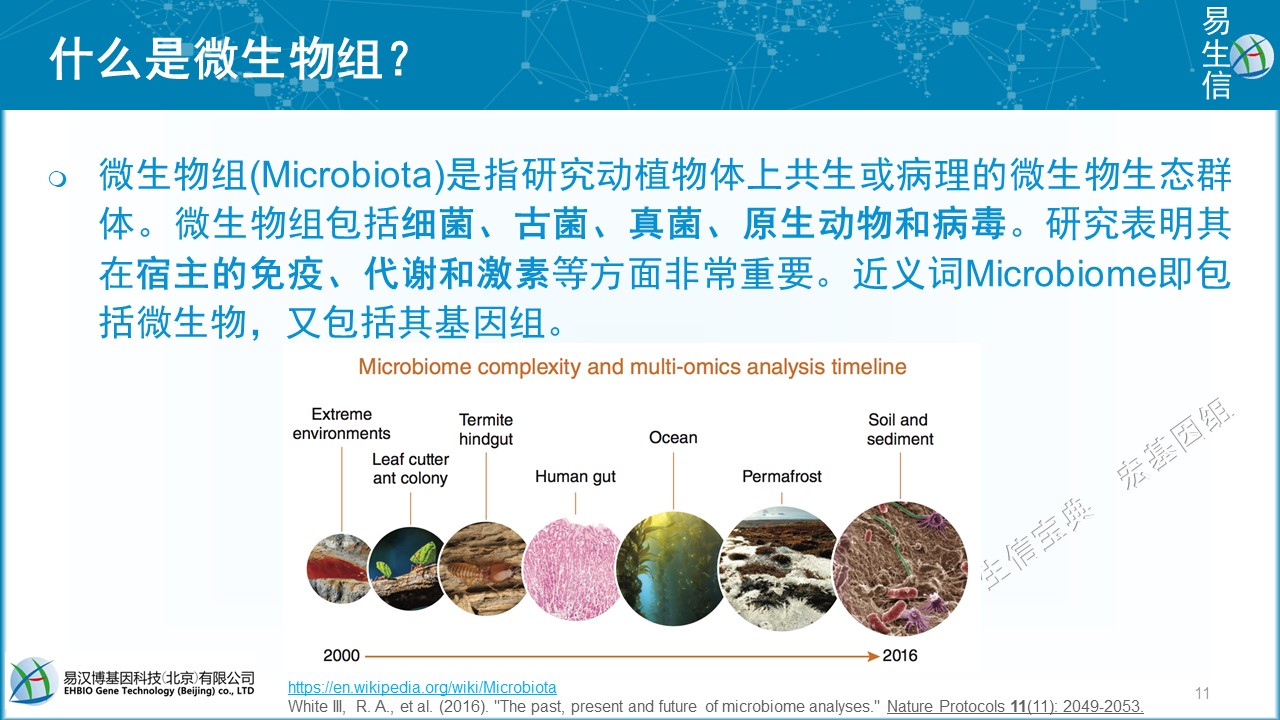 什么是微生物组？
易生信
○ 微生物组(Microbiota)是指研究动植物体上共生或病理的微生物生态群
体。微生物组包括细菌、古菌、真菌、原生动物和病毒。研究表明其
在宿主的免疫、代谢和激素等方面非常重要。近义词Microbiome即包
括微生物，又包括其基因组。
Microbiome complexity and multi-omics analysis timeline
Extreme
environments
Leaf cutter
ant colony
Termite
hindgut
Human gut
Ocean
Permafrost
Soil and
sediment
2000
2016
生信宝典 宏基因组
易汉博基因科技(北京)有限公司
EHBIO Gene Technology (Beijing) co., LTD
https://en.wikipedia.org/wiki/Microbiota
White III, R. A., et al. (2016). "The past, present and future of microbiome analyses." Nature Protocols 11(11): 2049-2053.
11